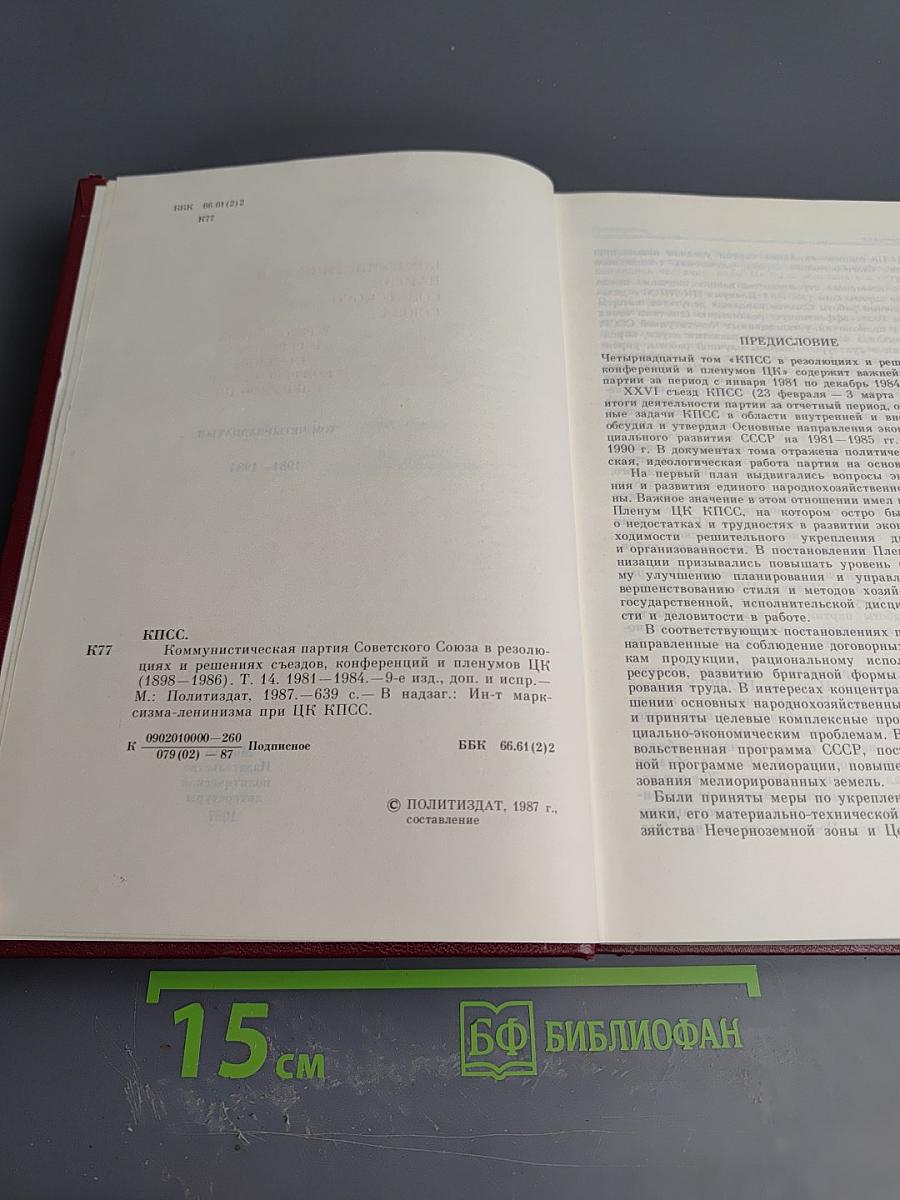 ББК 66.61(2)2
К77
КПСС.
К77 Коммунистическая партия Советского Союза в резолю-
циях и решениях съездов, конференций и пленумов ЦК
(1898—1986). Т. 14. 1981—1984.—9-е изд., доп. и испр.—
М.: Политиздат, 1987.—639 с.— В надзаг.: Ин-т марк-
сизма-ленинизма при ЦК КПСС.
К 0902010000—260
079(02) — 87 Подписное ББК 66.61(2)2
© ПОЛИТИЗДАТ, 1987 г.,
составление
ПРЕДИСЛОВИЕ
Четырнадцатый том «КПСС в резолюциях и реш
конференций и пленумов ЦК» содержит важней
партии за период с января 1981 по декабрь 1984
XXVI съезд КПСС (23 февраля — 3 марта
итоги деятельности партии за отчетный период, о
ные задачи КПСС в области внутренней и вне
обсудил и утвердил Основные направления экон
циального развития СССР на 1981—1985 гг.
1990 г. В документах тома отражена политиче
ская, идеологическая работа партии на основ
На первый план выдвигались вопросы эк
ния и развития единого народнохозяйственно
ны. Важное значение в этом отношении имел н
Пленум ЦК КПСС, на котором остро бы
о недостатках и трудностях в развитии экон
ходимости решительного укрепления ди
и организованности. В постановлении Плен
низации призывались повышать уровень
му улучшению планирования и управл
вершенствованию стиля и методов хозяй
государственной, исполнительской дисци
сти и деловитости в работе.
В соответствующих постановлениях п
направленные на соблюдение договорных
кам продукции, рациональному испол
ресурсов, развитию бригадной формы
рования труда. В интересах концентра
шении основных народнохозяйственны
и приняты целевые комплексные про
циально-экономическим проблемам. В
вольственная программа СССР, пос
ной программе мелиорации, повыше
зования мелиорированных земель.
Были приняты меры по укреплен
мики, его материально-технической
зяйства Нечерноземной зоны и Це
15 см
БФ БИБЛИОФАН